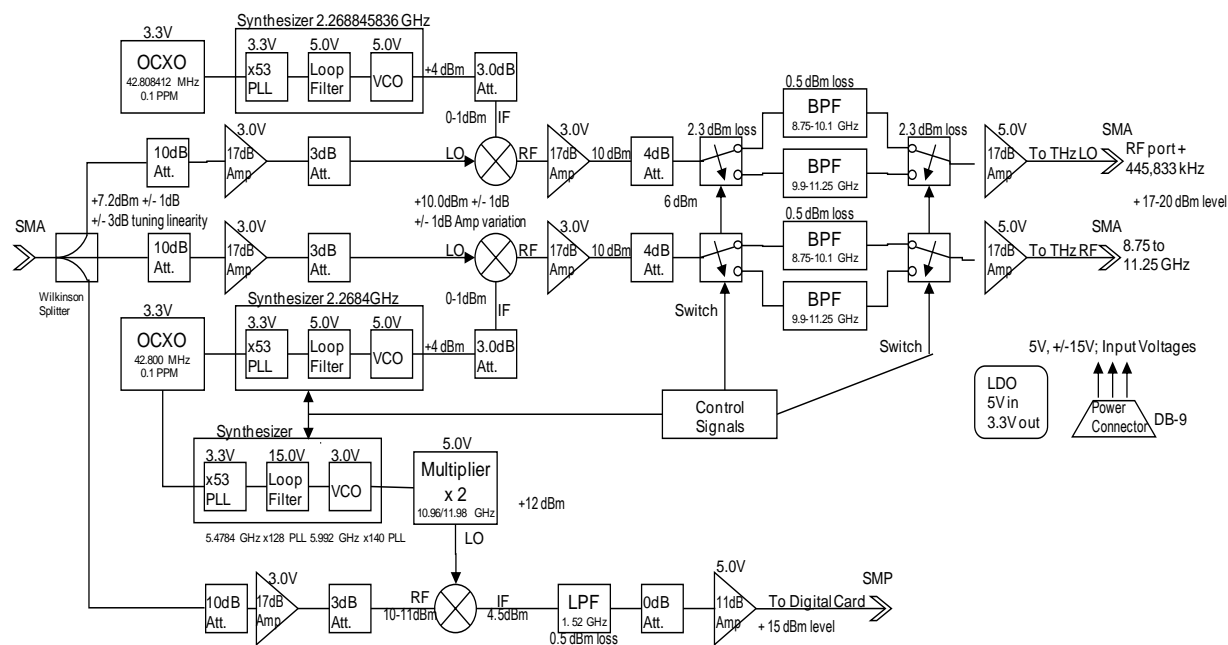 Synthesizer 2.268845836 GHz
3.3V
OCXO
42.808412 MHz
0.1 PPM
3.3V
x53
PLL
5.0V
Loop
Filter
5.0V
VCO
+4 dBm
3.0dB
Att.
0-1dBm
IF
10dB
Att.
3.0V
17dB
Amp
3dB
Att.
LO
RF
3.0V
17dB
Amp
10 dBm
4dB
Att.
2.3 dBm loss
0.5 dBm loss
BPF
8.75-10.1 GHz
BPF
9.9-11.25 GHz
2.3 dBm loss
5.0V
17dB
Amp
To THz LO
SMA
RF port +
445,833 kHz
+ 17-20 dBm level
+7.2dBm +/- 1dB
+/- 3dB tuning linearity
+10.0dBm +/- 1dB
+/- 1dB Amp variation
6 dBm
SMA
Wilkinson
Splitter
10dB
Att.
3.0V
17dB
Amp
3dB
Att.
LO
RF
3.0V
17dB
Amp
10 dBm
4dB
Att.
0.5 dBm loss
BPF
8.75-10.1 GHz
BPF
9.9-11.25 GHz
5.0V
17dB
Amp
To THz RF
SMA
8.75 to
11.25 GHz
Switch
Switch
Synthesizer 2.2684GHz
3.3V
OCXO
42.800 MHz
0.1 PPM
3.3V
x53
PLL
5.0V
Loop
Filter
5.0V
VCO
+4 dBm
0-1dBm
IF
3.0dB
Att.
Control
Signals
LDO
5V in
3.3V out
5V, +/-15V; Input Voltages
Power
Connector
DB-9
Synthesizer
3.3V
x53
PLL
15.0V
Loop
Filter
3.0V
VCO
5.0V
Multiplier
x 2
10.96/11.98 GHz
+12 dBm
5.4784 GHz x128 PLL 5.992 GHz x140 PLL
LO
10dB
Att.
3.0V
17dB
Amp
3dB
Att.
RF
10-11dBm
IF
4.5dBm
LPF
1.52 GHz
0.5 dBm loss
0dB
Att.
5.0V
11dB
Amp
To Digital Card
+ 15 dBm level
SMP